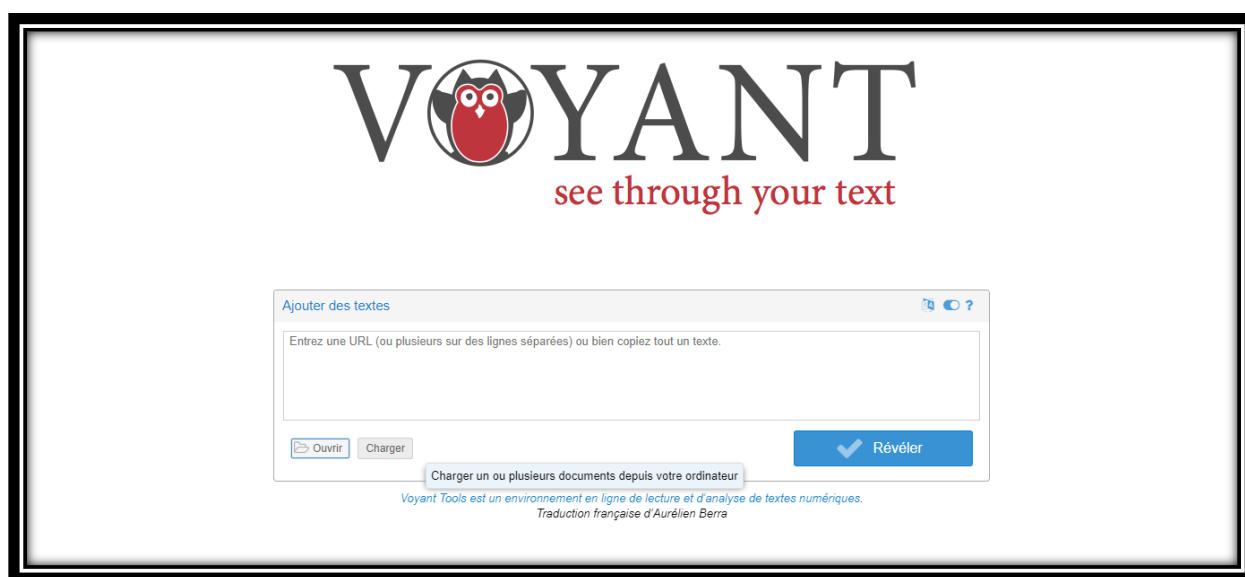 VOYANT
see through your text
Ajouter des textes
?
Entrez une URL (ou plusieurs sur des lignes séparées) ou bien copiez tout un texte.
Ouvrir Charger Révéler
Charger un ou plusieurs documents depuis votre ordinateur
Voyant Tools est un environnement en ligne de lecture et d'analyse de textes numériques.
Traduction française d'Aurélien Berra